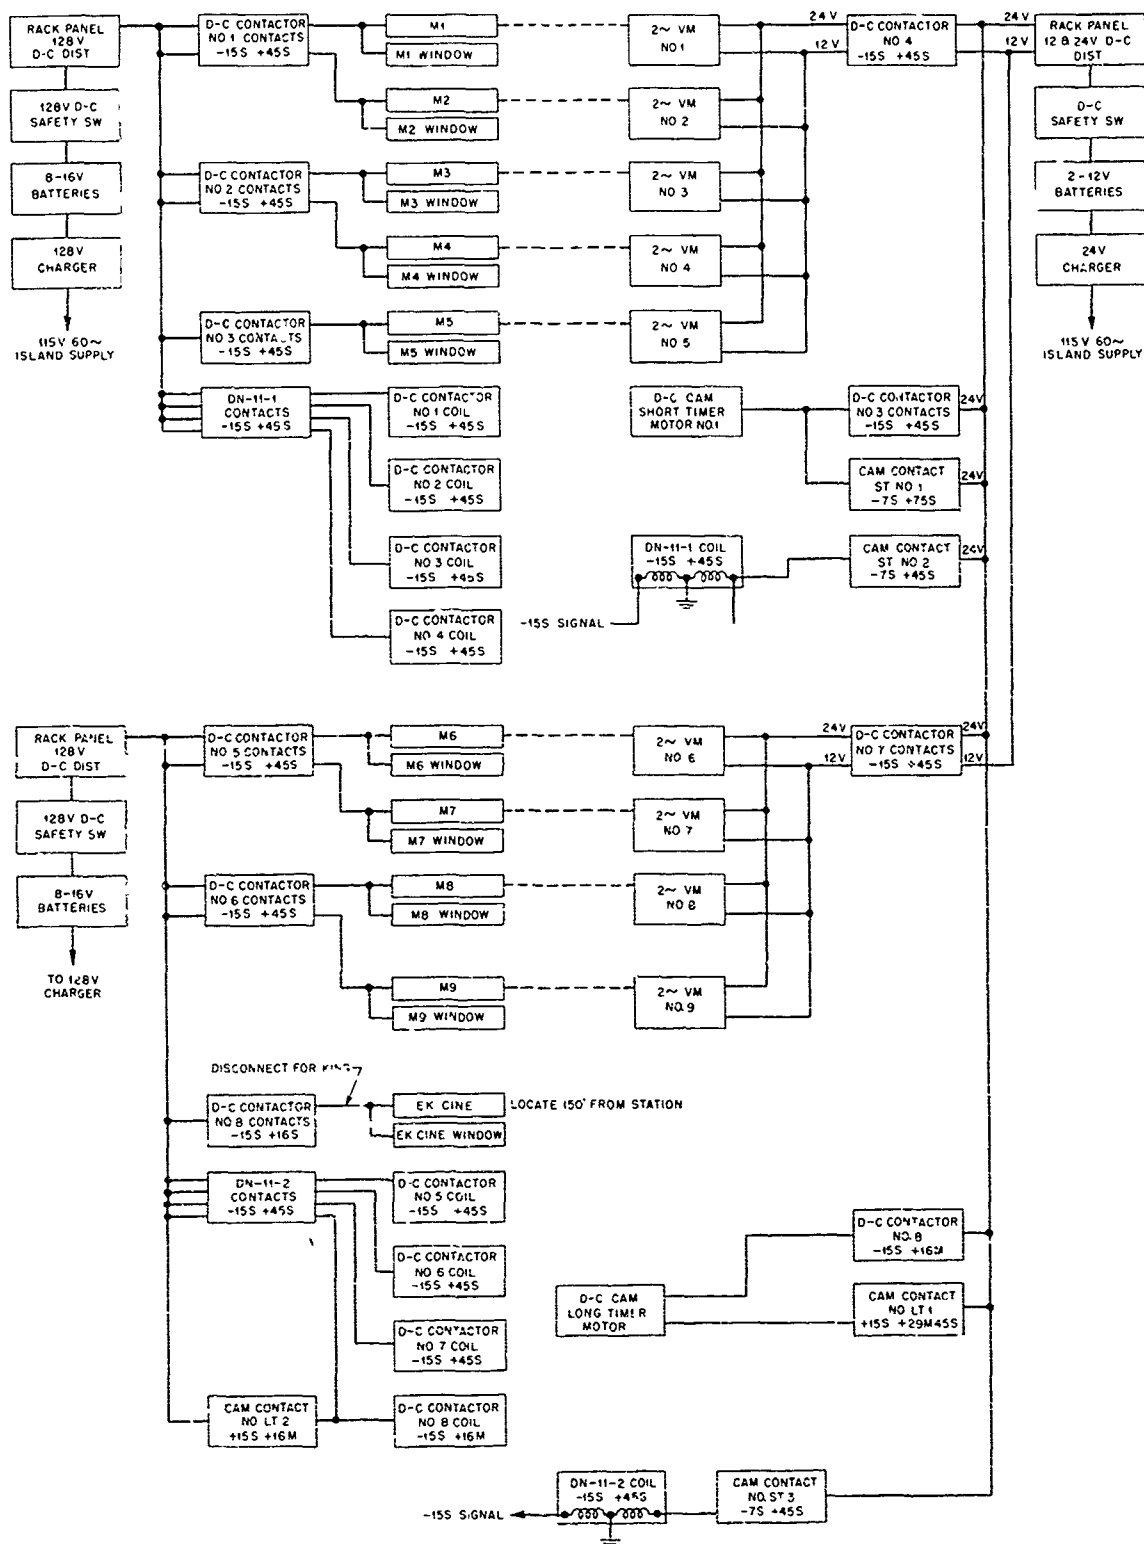 RACK PANEL
128V
D-C DIST
128V D-C
SAFETY SW
8-16V
BATTERIES
128V
CHARGER
115V 60~
ISLAND SUPPLY
D-C CONTACTOR
NO 1 CONTACTS
-15S +45S
M1
M1 WINDOW
M2
M2 WINDOW
D-C CONTACTOR
NO 2 CONTACTS
-15S +45S
M3
M3 WINDOW
M4
M4 WINDOW
D-C CONTACTOR
NO 3 CONTACTS
-15S +45S
M5
M5 WINDOW
DN-11-1
CONTACTS
-15S +45S
D-C CONTACTOR
NO 1 COIL
-15S +45S
D-C CONTACTOR
NO 2 COIL
-15S +45S
D-C CONTACTOR
NO 3 COIL
-15S +45S
D-C CONTACTOR
NO 4 COIL
-15S +45S
2~ VM
NO 1
2~ VM
NO 2
2~ VM
NO 3
2~ VM
NO 4
2~ VM
NO 5
24V
12V
D-C CONTACTOR
NO 4
-15S +45S
24V
12V
RACK PANEL
12 & 24V D-C
DIST
D-C
SAFETY SW
2-12V
BATTERIES
24V
CHARGER
115V 60~
ISLAND SUPPLY
D-C CAM
SHORT TIMER
MOTOR NO.1
D-C CONTACTOR
NO 3 CONTACTS
-15S +45S
24V
CAM CONTACT
ST NO 1
-7S +75S
24V
DN-11-1 COIL
-15S +45S
CAM CONTACT
ST NO 2
-7S +45S
24V
-15S SIGNAL
RACK PANEL
128V
D-C DIST
128V D-C
SAFETY SW
8-16V
BATTERIES
TO 128V
CHARGER
D-C CONTACTOR
NO 5 CONTACTS
-15S +45S
M6
M6 WINDOW
M7
M7 WINDOW
D-C CONTACTOR
NO 6 CONTACTS
-15S +45S
M8
M8 WINDOW
M9
M9 WINDOW
2~ VM
NO 6
2~ VM
NO 7
2~ VM
NO 8
2~ VM
NO. 9
24V
12V
D-C CONTACTOR
NO 7 CONTACTS
-15S +45S
24V
12V
DISCONNECT FOR KING
D-C CONTACTOR
NO 8 CONTACTS
-15S +16S
EK CINE
LOCATE 150' FROM STATION
EK CINE WINDOW
DN-11-2
CONTACTS
-15S +45S
D-C CONTACTOR
NO 5 COIL
-15S +45S
D-C CONTACTOR
NO 6 COIL
-15S +45S
D-C CONTACTOR
NO 7 COIL
-15S +45S
CAM CONTACT
NO LT 2
+15S +16M
D-C CONTACTOR
NO 8 COIL
-15S +16M
D-C CONTACTOR
NO. 8
-15S +16M
D-C CAM
LONG TIMER
MOTOR
CAM CONTACT
NO LT 1
+15S +29M45S
DN-11-2 COIL
-15S +45S
CAM CONTACT
NO. ST 3
-7S +45S
-15S SIGNAL